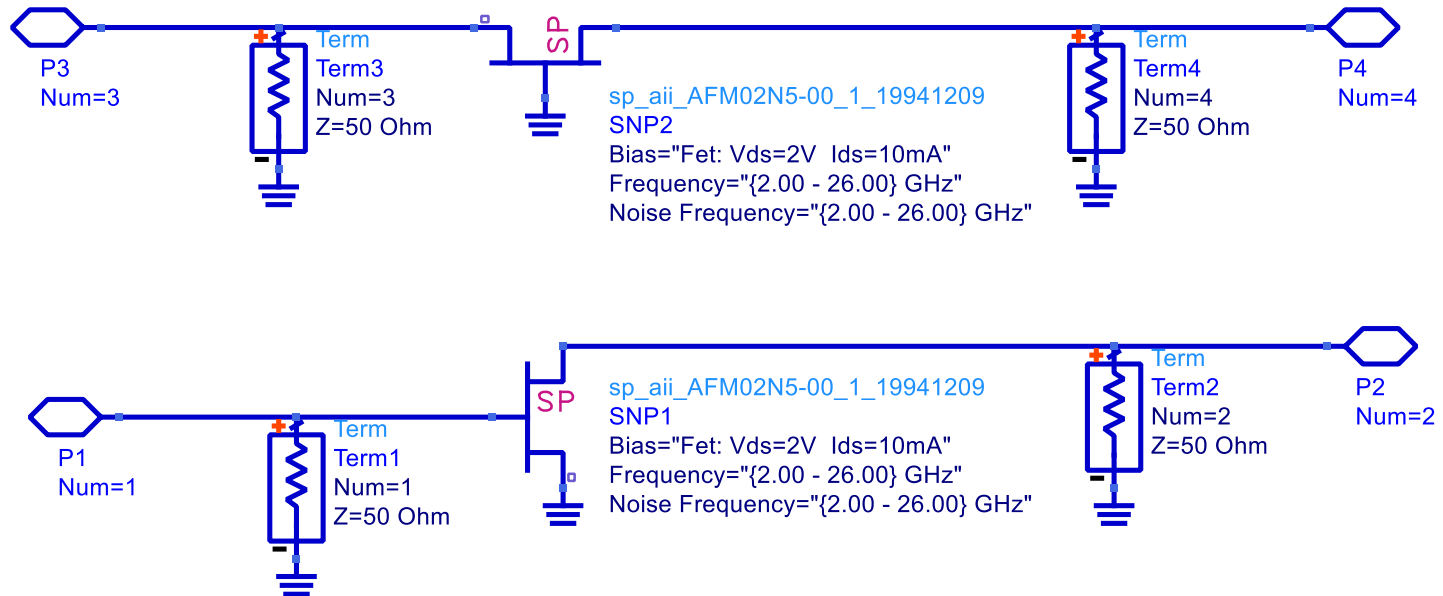 P3
Num=3
Term
Term3
Num=3
Z=50 Ohm
SP
sp_aii_AFM02N5-00_1_19941209
SNP2
Bias="Fet: Vds=2V  Ids=10mA"
Frequency="{2.00 - 26.00} GHz"
Noise Frequency="{2.00 - 26.00} GHz"
Term
Term4
Num=4
Z=50 Ohm
P4
Num=4
P1
Num=1
Term
Term1
Num=1
Z=50 Ohm
SP
sp_aii_AFM02N5-00_1_19941209
SNP1
Bias="Fet: Vds=2V  Ids=10mA"
Frequency="{2.00 - 26.00} GHz"
Noise Frequency="{2.00 - 26.00} GHz"
Term
Term2
Num=2
Z=50 Ohm
P2
Num=2